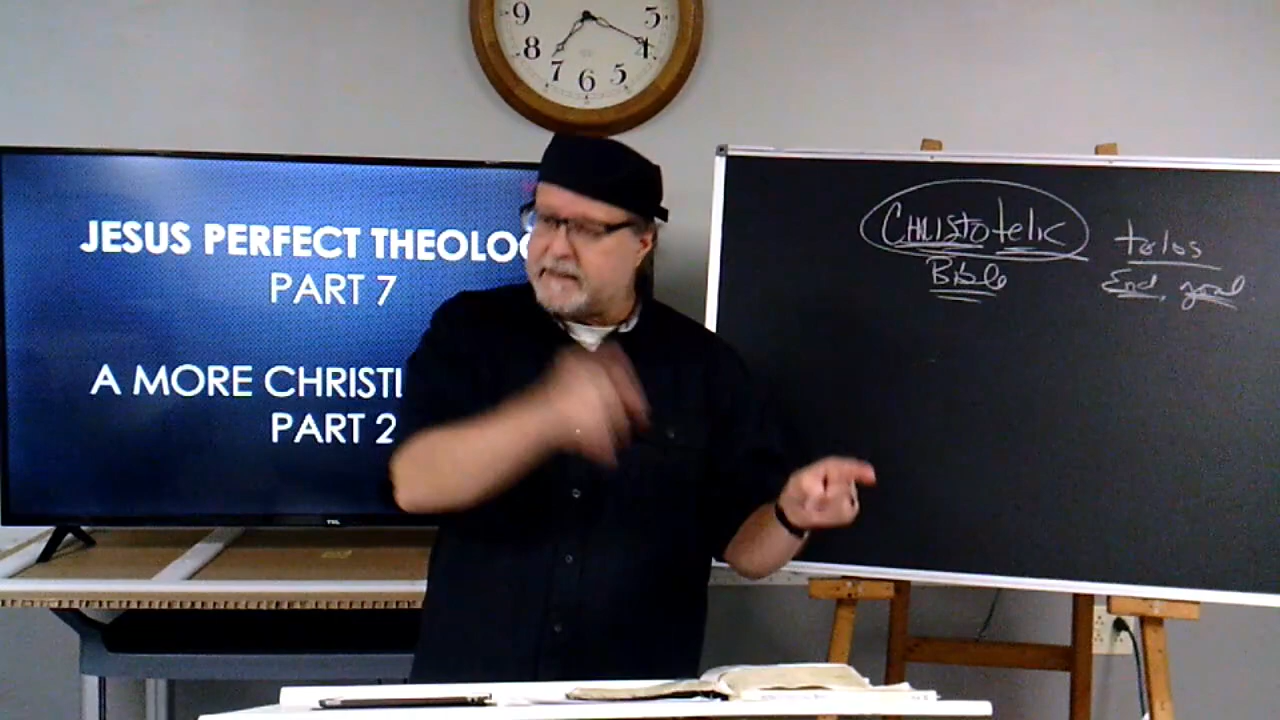 9
8
7
6
5
4
3
JESUS PERFECT THEOLO
PART 7
A MORE CHRISTI
PART 2
TCL
CHRISTOtelic
Bible
telos
End, goal